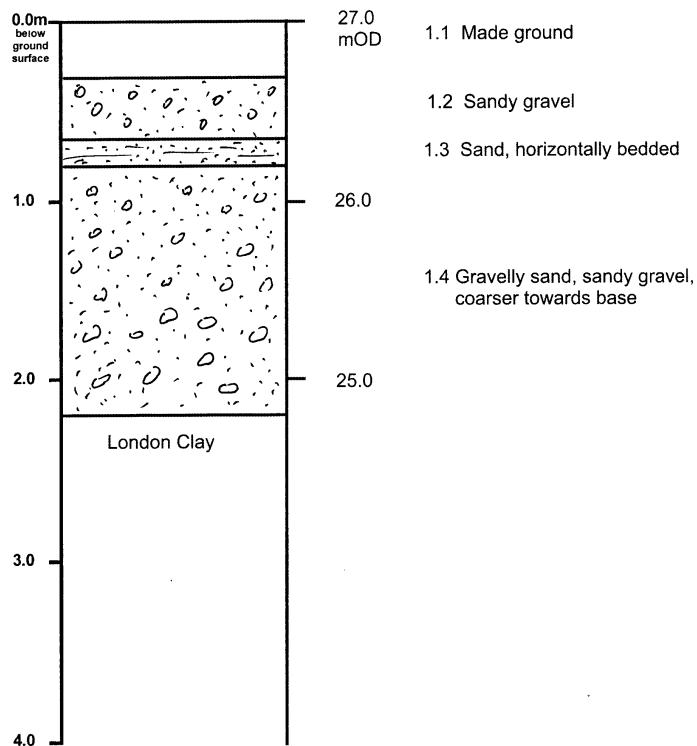 0.0m
below
ground
surface
27.0
mOD
1.1 Made ground
1.2 Sandy gravel
1.3 Sand, horizontally bedded
1.0
26.0
1.4 Gravelly sand, sandy gravel,
coarser towards base
2.0
25.0
London Clay
3.0
4.0